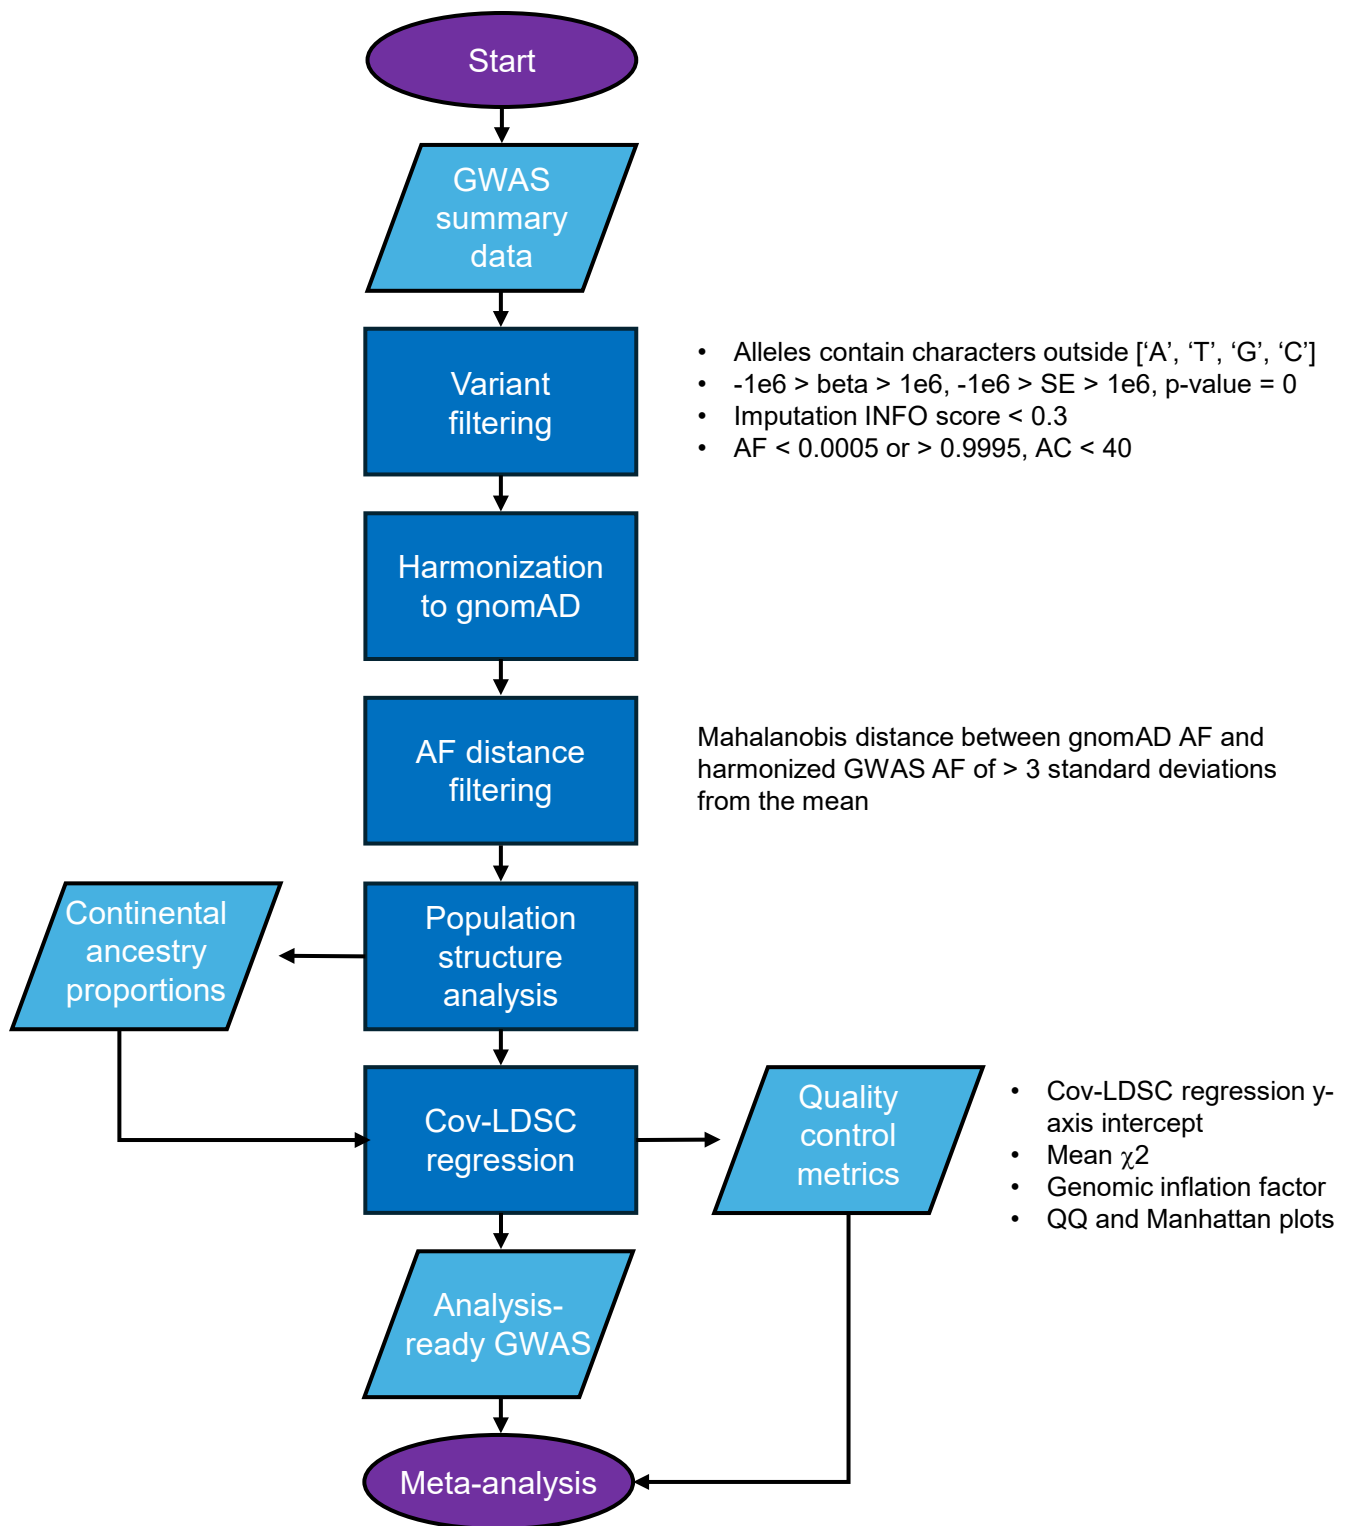 Start
GWAS
summary
data
Variant
filtering
• Alleles contain characters outside [‘A’, ‘T’, ‘G’, ‘C’]
• -1e6 > beta > 1e6, -1e6 > SE > 1e6, p-value = 0
• Imputation INFO score < 0.3
• AF < 0.0005 or > 0.9995, AC < 40
Harmonization
to gnomAD
AF distance
filtering
Mahalanobis distance between gnomAD AF and
harmonized GWAS AF of > 3 standard deviations
from the mean
Continental
ancestry
proportions
Population
structure
analysis
Cov-LDSC
regression
Quality
control
metrics
• Cov-LDSC regression y-
axis intercept
• Mean χ2
• Genomic inflation factor
• QQ and Manhattan plots
Analysis-
ready GWAS
Meta-analysis